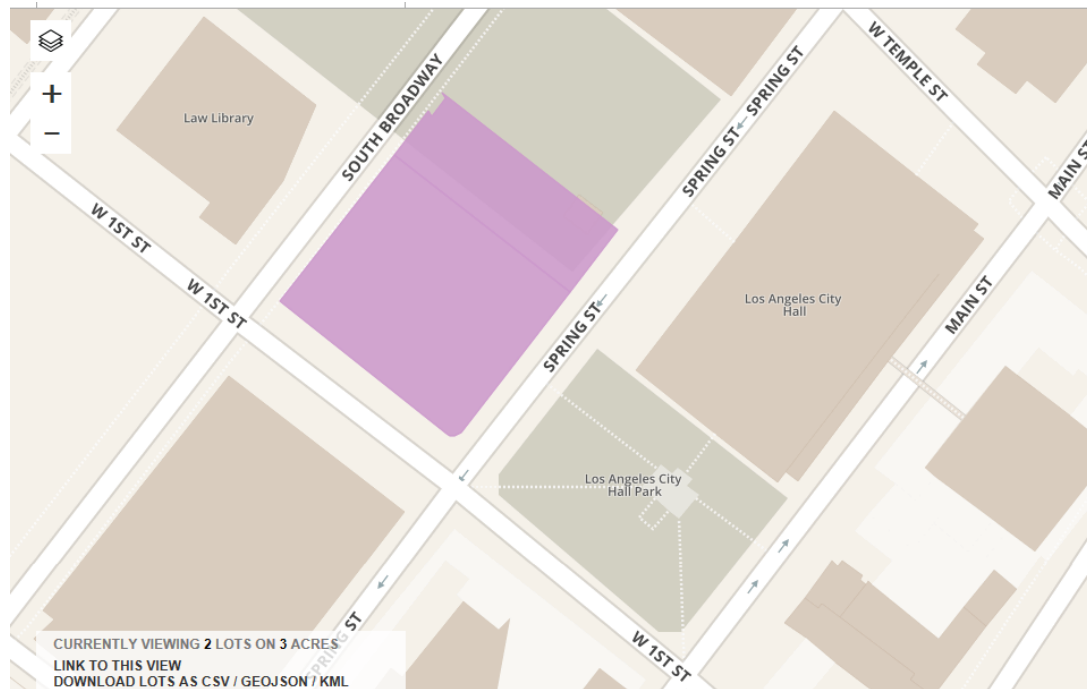 +
−
Law Library
SOUTH BROADWAY
SPRING ST
SPRING ST
W TEMPLE ST
MAIN ST
W 1ST ST
W 1ST ST
SPRING ST
Los Angeles City
Hall
MAIN ST
Los Angeles City
Hall Park
W 1ST ST
SPRING ST
CURRENTLY VIEWING 2 LOTS ON 3 ACRES
LINK TO THIS VIEW
DOWNLOAD LOTS AS CSV / GEOJSON / KML